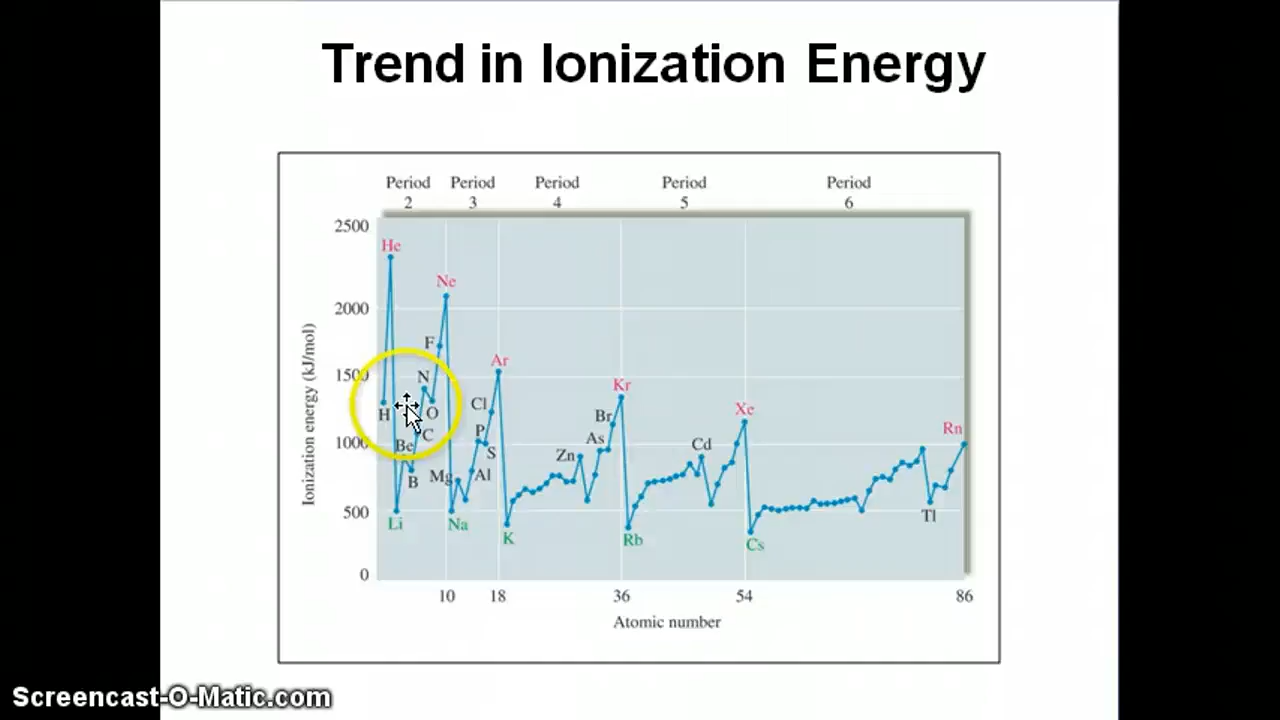 Trend in Ionization Energy
Period 2
Period 3
Period 4
Period 5
Period 6
2500
2000
1500
1000
500
0
Ionization energy (kJ/mol)
He
Ne
F
N
H
O
C
Be
B
Li
Ar
Cl
P
S
Mg
Al
Na
Kr
Br
As
Zn
K
Xe
Cd
Rb
Rn
Tl
Cs
10 18 36 54 86
Atomic number
Screencast-O-Matic.com